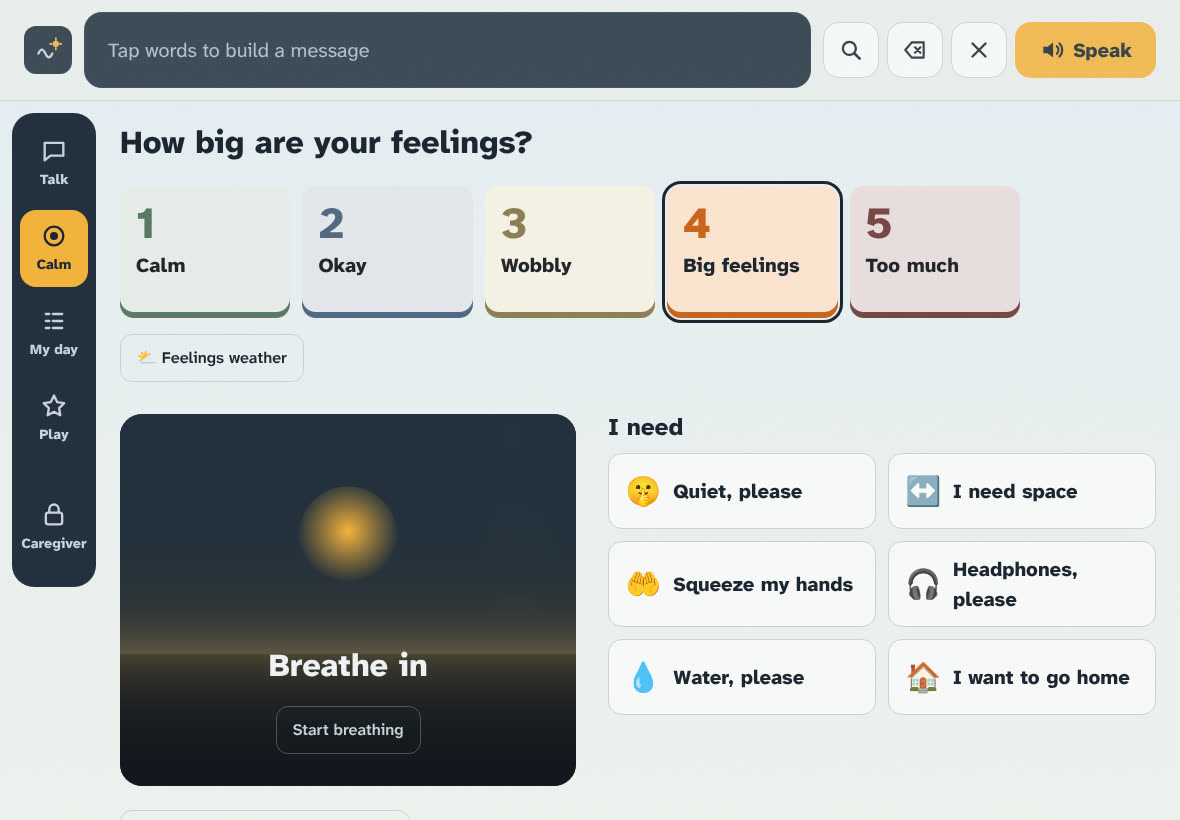 Tap words to build a message
Speak
Talk
Calm
My day
Play
Caregiver
How big are your feelings?
1
Calm
2
Okay
3
Wobbly
4
Big feelings
5
Too much
Feelings weather
Breathe in
Start breathing
I need
Quiet, please
I need space
Squeeze my hands
Headphones,
please
Water, please
I want to go home